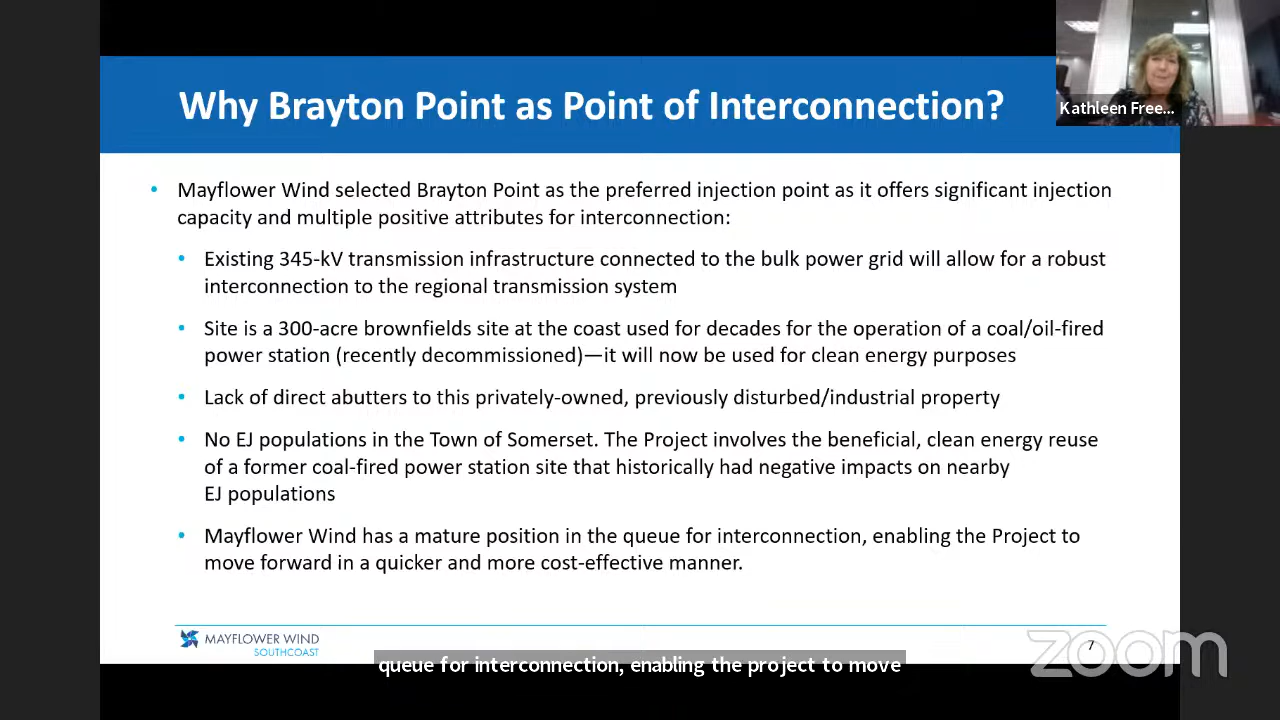 Why Brayton Point as Point of Interconnection?
Kathleen Free...
• Mayflower Wind selected Brayton Point as the preferred injection point as it offers significant injection
capacity and multiple positive attributes for interconnection:
• Existing 345-kV transmission infrastructure connected to the bulk power grid will allow for a robust
interconnection to the regional transmission system
• Site is a 300-acre brownfields site at the coast used for decades for the operation of a coal/oil-fired
power station (recently decommissioned)—it will now be used for clean energy purposes
• Lack of direct abutters to this privately-owned, previously disturbed/industrial property
• No EJ populations in the Town of Somerset. The Project involves the beneficial, clean energy reuse
of a former coal-fired power station site that historically had negative impacts on nearby
EJ populations
• Mayflower Wind has a mature position in the queue for interconnection, enabling the Project to
move forward in a quicker and more cost-effective manner.
MAYFLOWER WIND
SOUTHCOAST
7
zoom
queue for interconnection, enabling the project to move